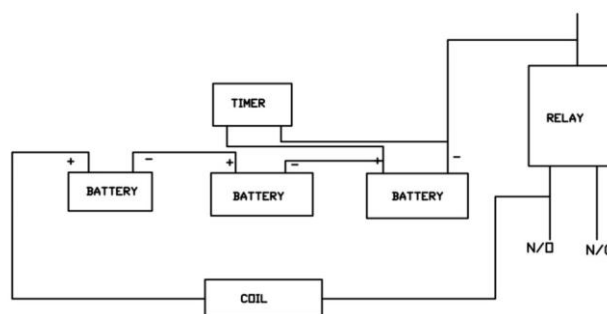 TIMER
RELAY
+ - + - + -
BATTERY
BATTERY
BATTERY
N/O
N/C
COIL